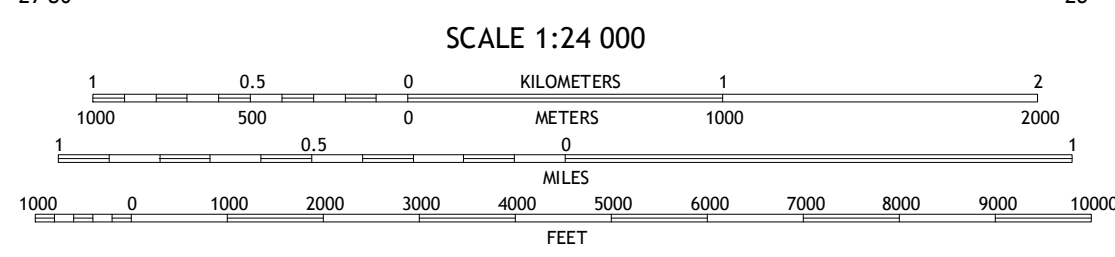 SCALE 1:24 000
1 0.5 0 KILOMETERS 1 2
1000 500 0 METERS 1000 2000
1 0.5 0 1
MILES
1000 0 1000 2000 3000 4000 5000 6000 7000 8000 9000 10000
FEET